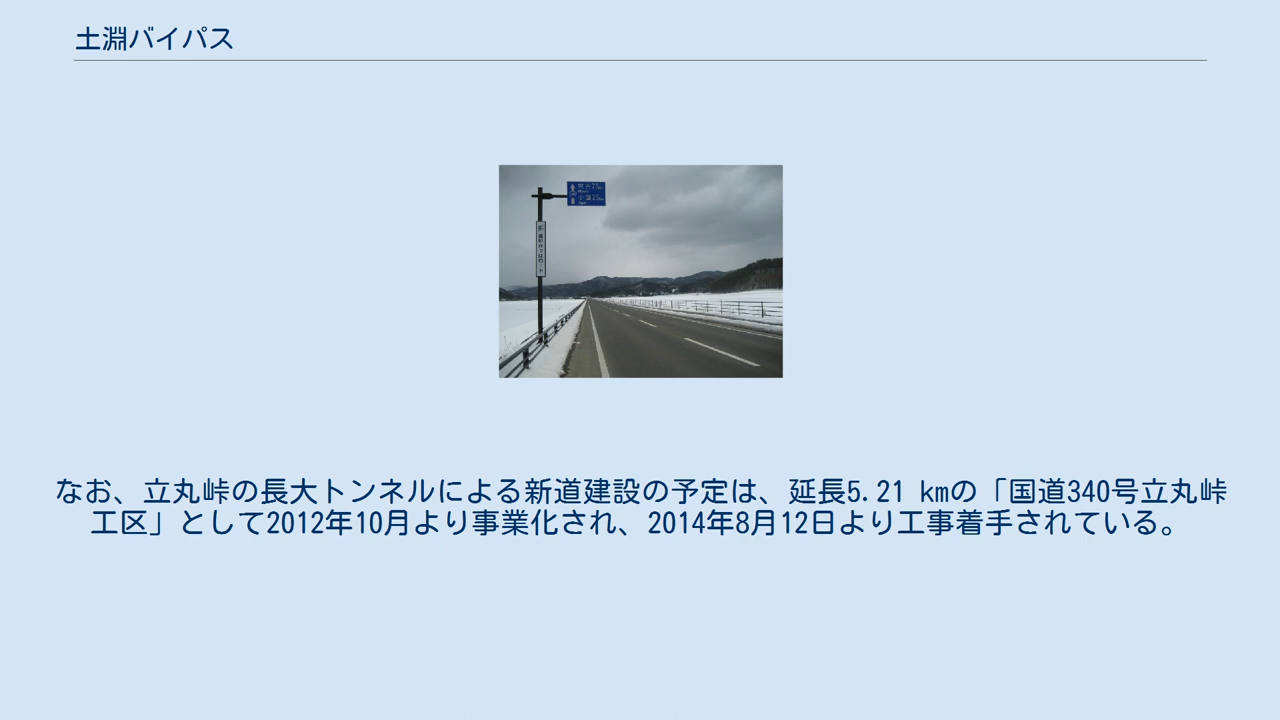 土淵バイパス
なお、立丸峠の長大トンネルによる新道建設の予定は、延長5.21 kmの「国道340号立丸峠
工区」として2012年10月より事業化され、2014年8月12日より工事着手されている。